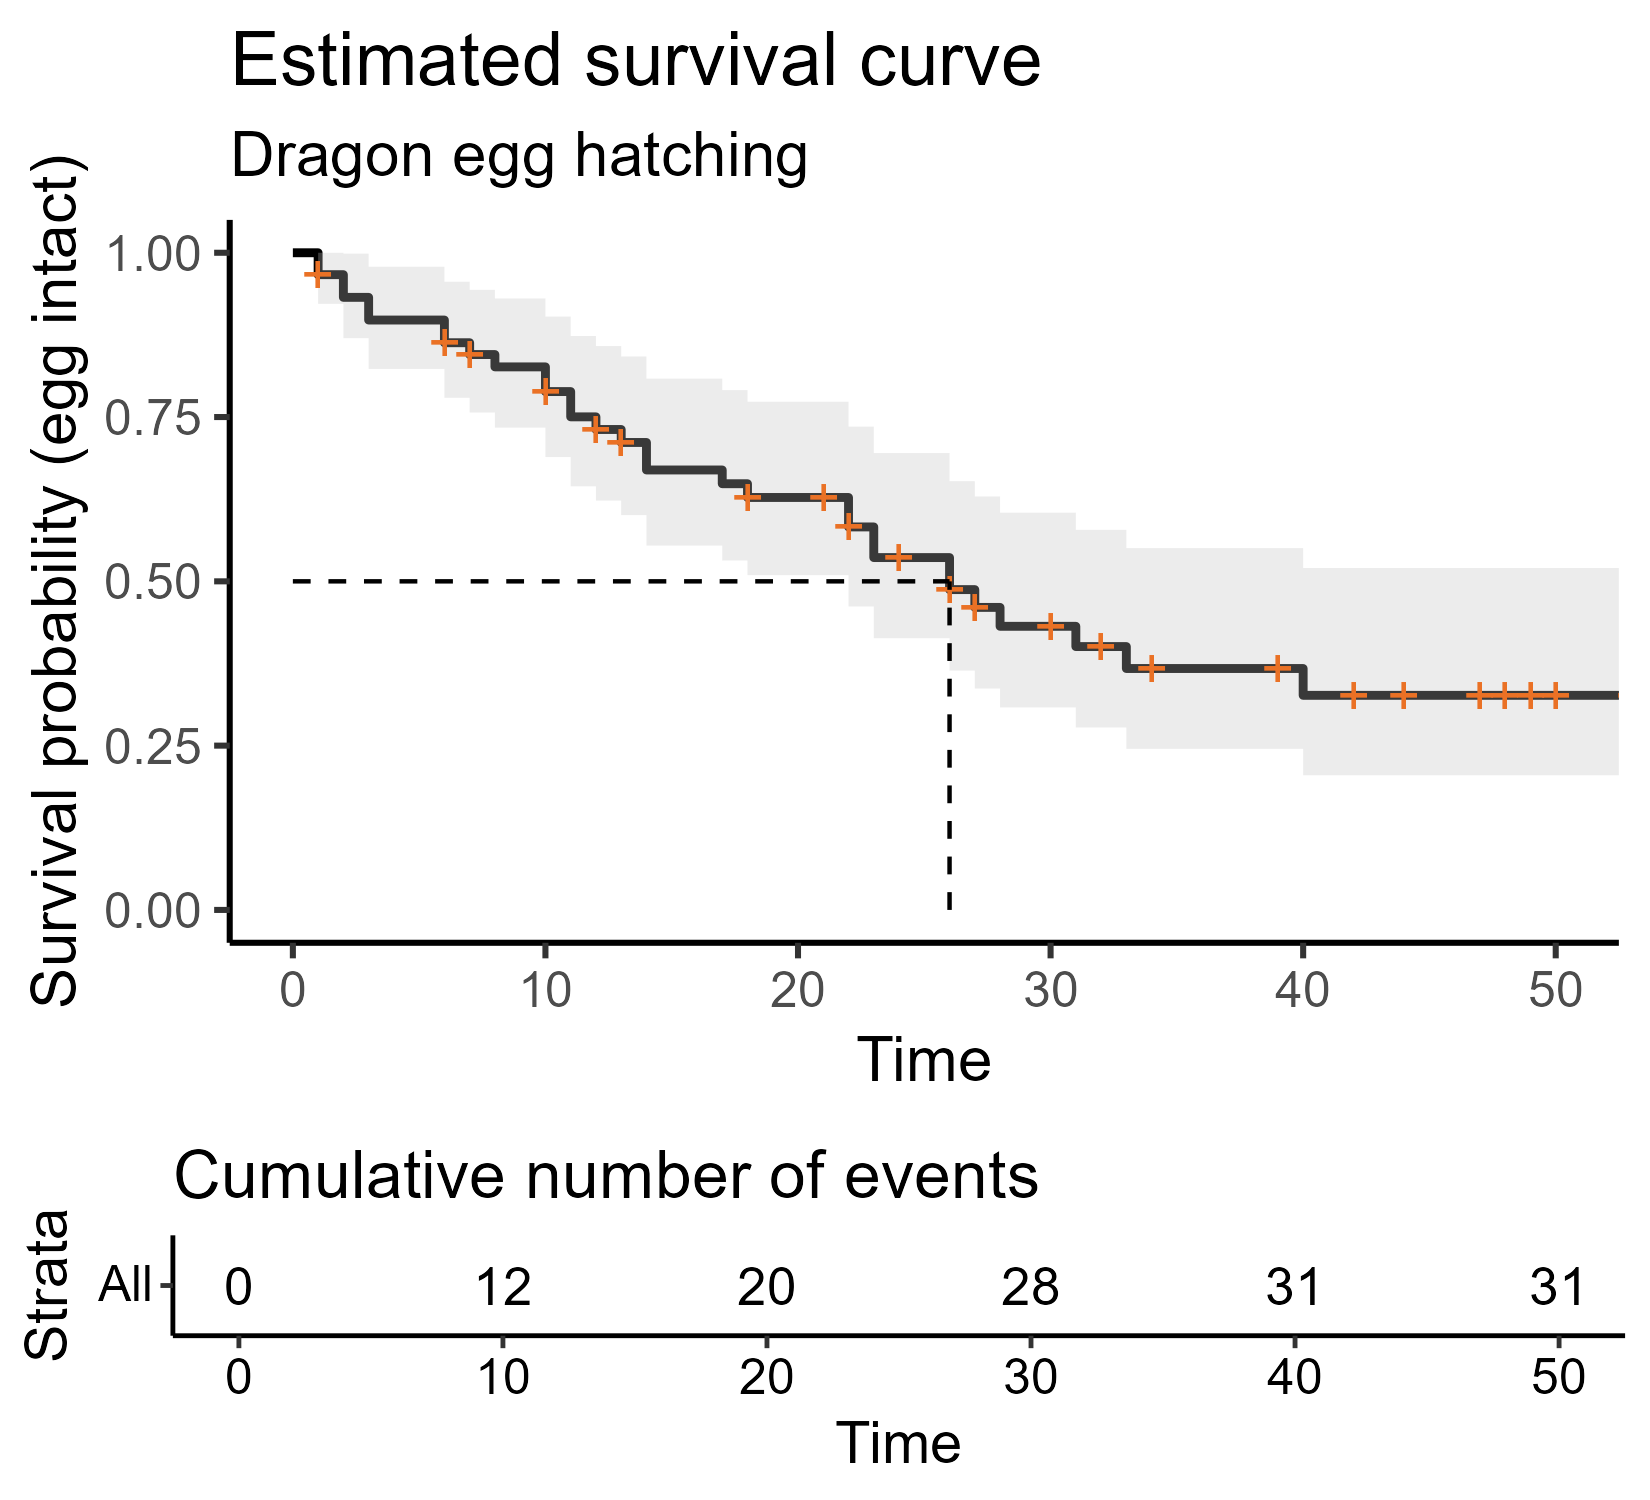 Estimated survival curve
Dragon egg hatching
Survival probability (egg intact)
1.00
0.75
0.50
0.25
0.00
0 10 20 30 40 50
Time
Cumulative number of events
Strata
All 0 12 20 28 31 31
0 10 20 30 40 50
Time